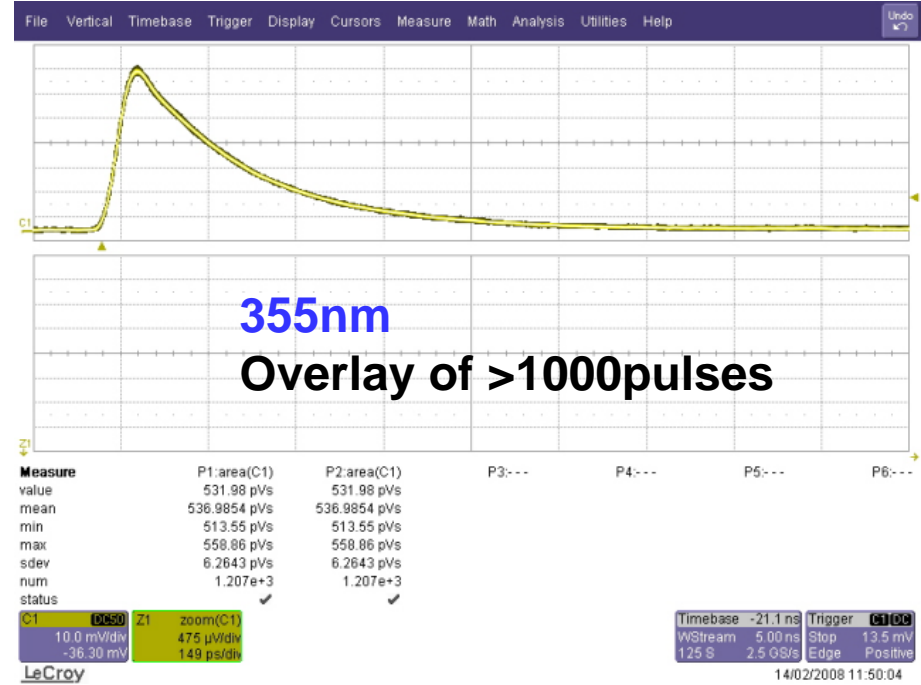 File Vertical Timebase Trigger Display Cursors Measure Math Analysis Utilities Help Undo
C1
355nm
Overlay of >1000pulses
Z1
Measure P1:area(C1) P2:area(C1) P3:- - - P4:- - - P5:- - - P6:- - -
value 531.98 pVs 531.98 pVs
mean 536.9854 pVs 536.9854 pVs
min 513.55 pVs 513.55 pVs
max 558.86 pVs 558.86 pVs
sdev 6.2643 pVs 6.2643 pVs
num 1.207e+3 1.207e+3
status
C1 DC50 Z1 zoom(C1) Timebase -21.1 ns Trigger C1 DC
10.0 mV/div 475 µV/div WStream 5.00 ns Stop 13.5 mV
-36.30 mV 149 ps/div 125 S 2.5 GS/s Edge Positive
LeCroy 14/02/2008 11:50:04